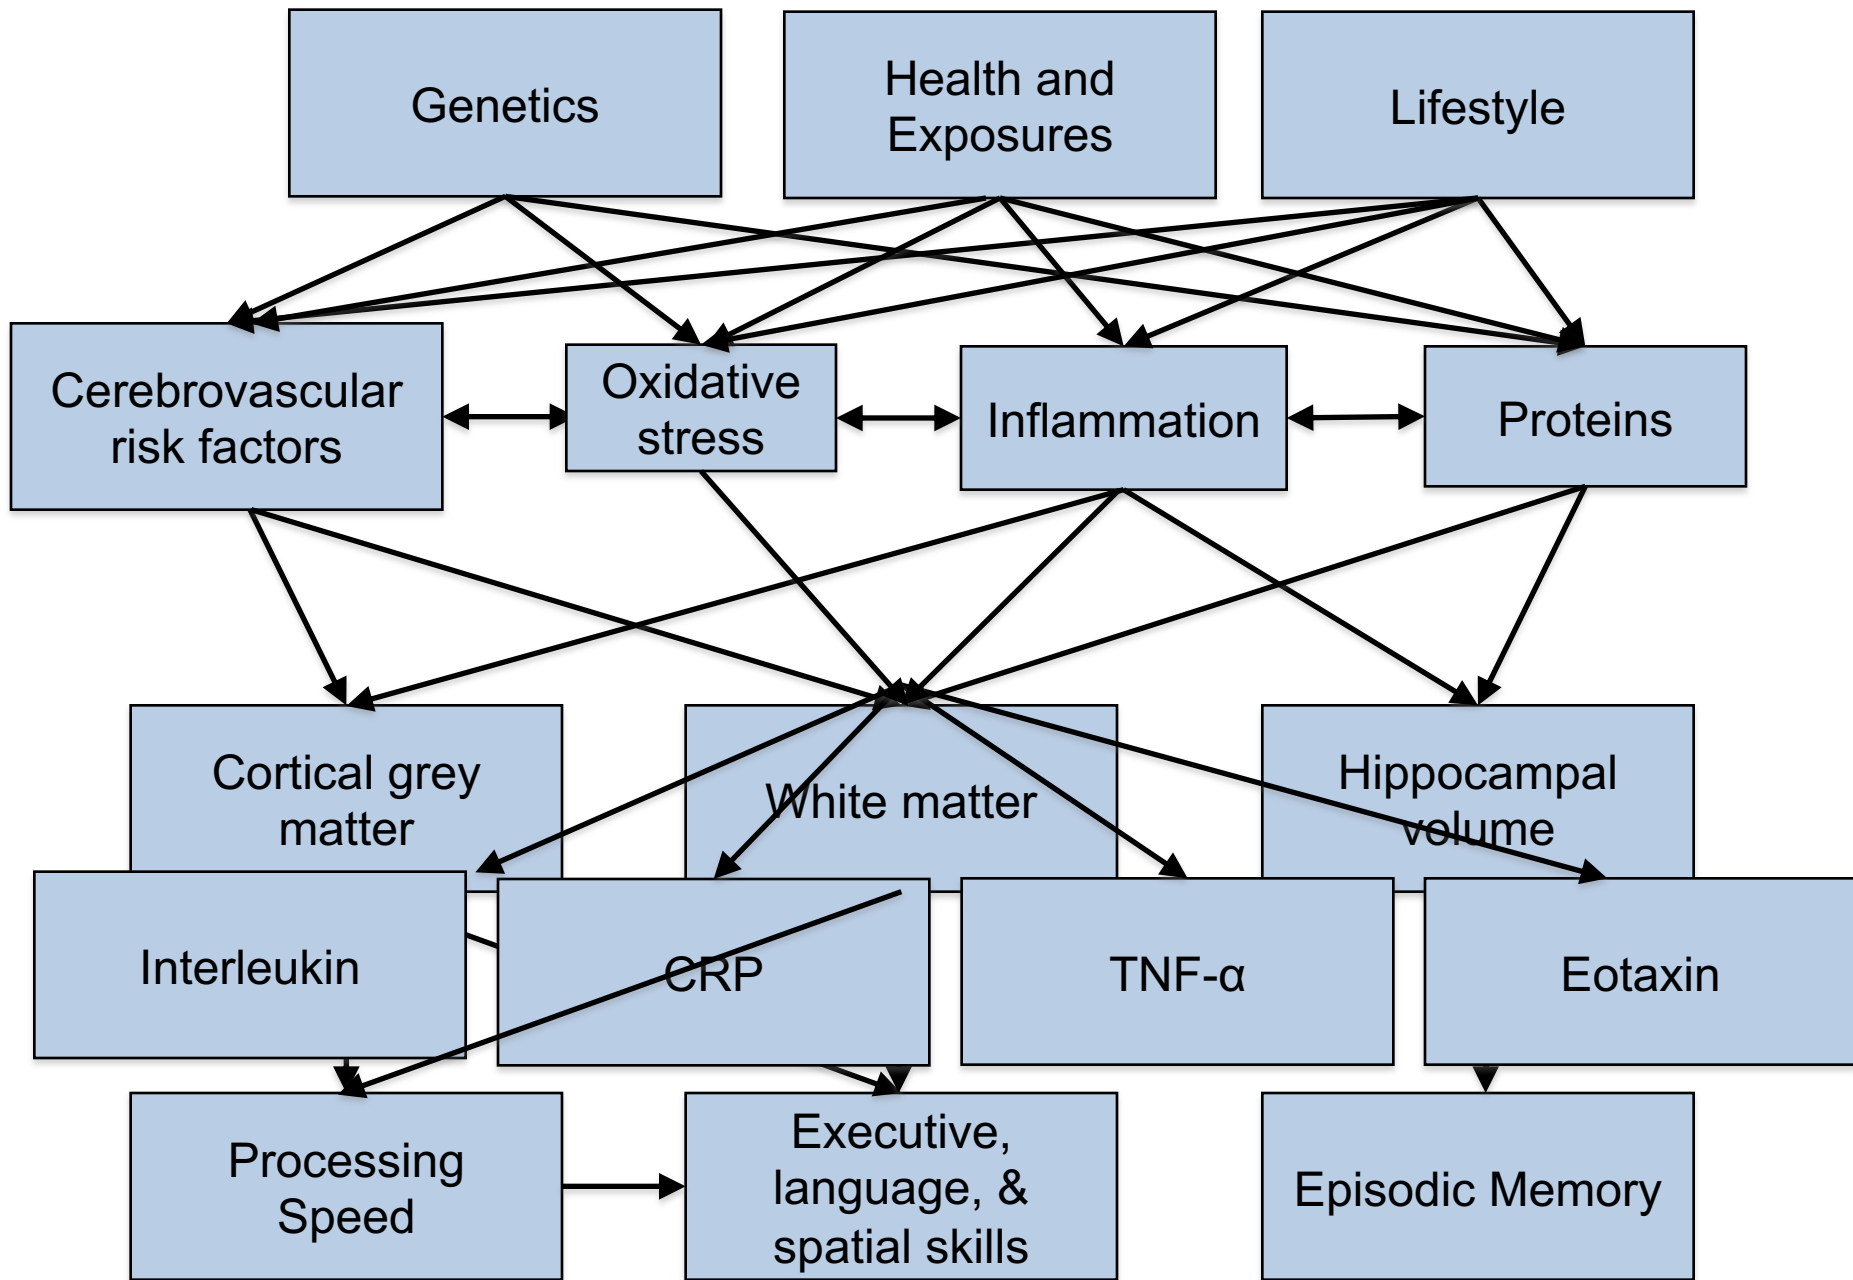 Genetics
Health and
Exposures
Lifestyle
Cerebrovascular
risk factors
Oxidative
stress
Inflammation
Proteins
Cortical grey
matter
White matter
Hippocampal
volume
Interleukin
CRP
TNF-α
Eotaxin
Processing
Speed
Executive,
language, &
spatial skills
Episodic Memory